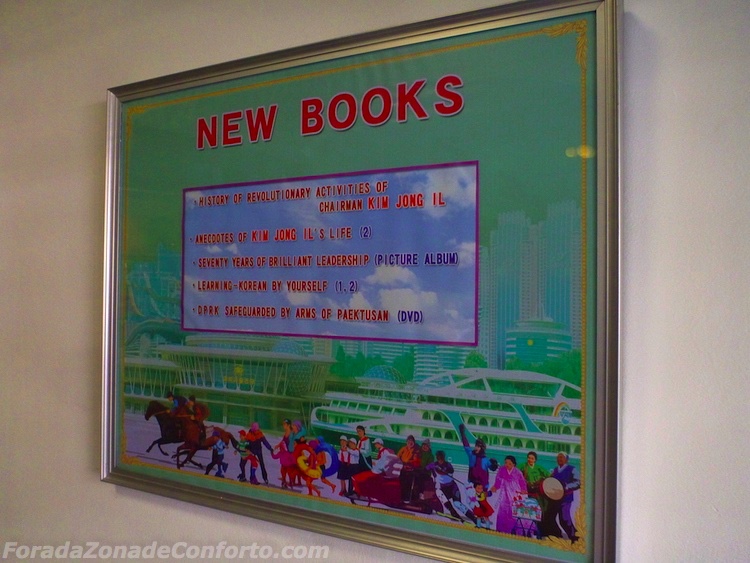 NEW BOOKS
· HISTORY OF REVOLUTIONARY ACTIVITIES OF
CHAIRMAN KIM JONG IL
· ANECDOTES OF KIM JONG IL'S LIFE (2)
· SEVENTY YEARS OF BRILLIANT LEADERSHIP (PICTURE ALBUM)
· LEARNING-KOREAN BY YOURSELF (1, 2)
· DPRK SAFEGUARDED BY ARMS OF PAEKTUSAN (DVD)
ForadaZonadeConforto.com